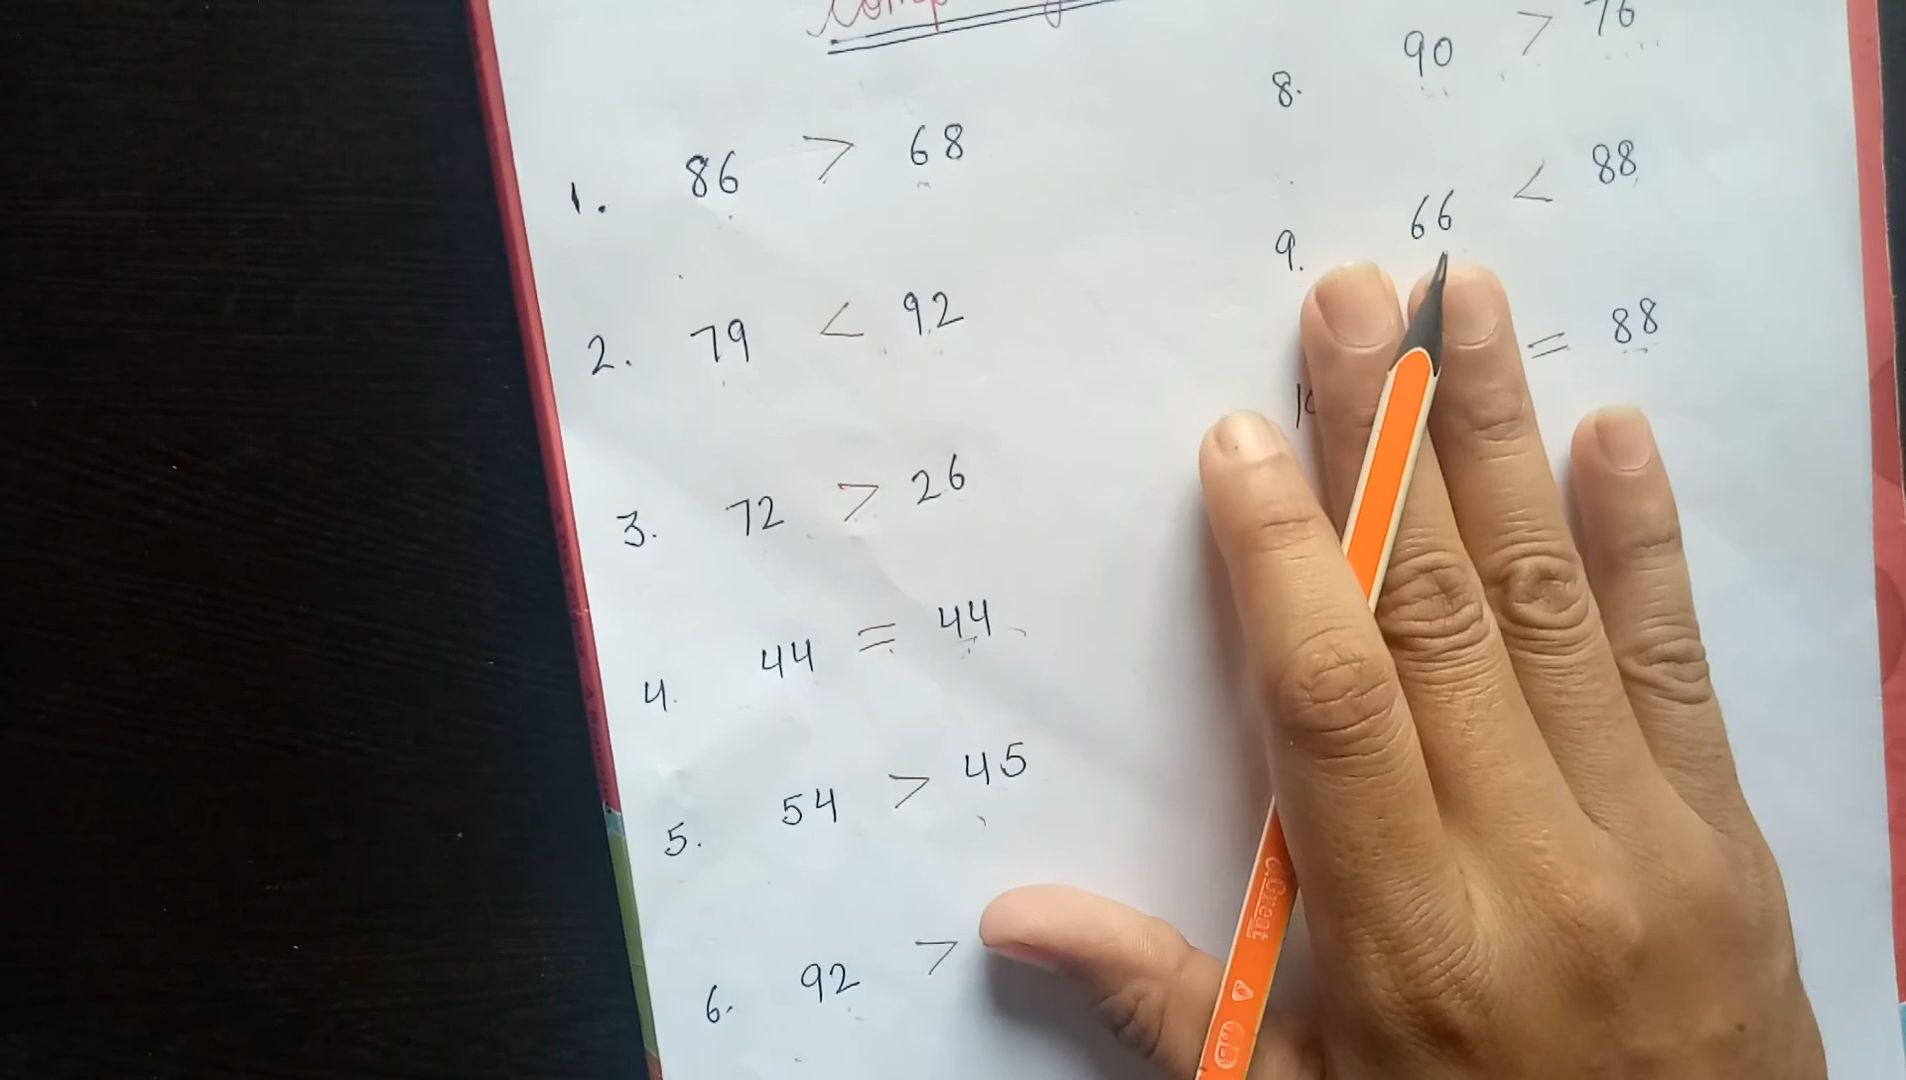 1. 86 > 68
2. 79 < 92
3. 72 > 26
4. 44 = 44
5. 54 > 45
6. 92 >
8. 90 > 76
9. 66 < 88
= 88